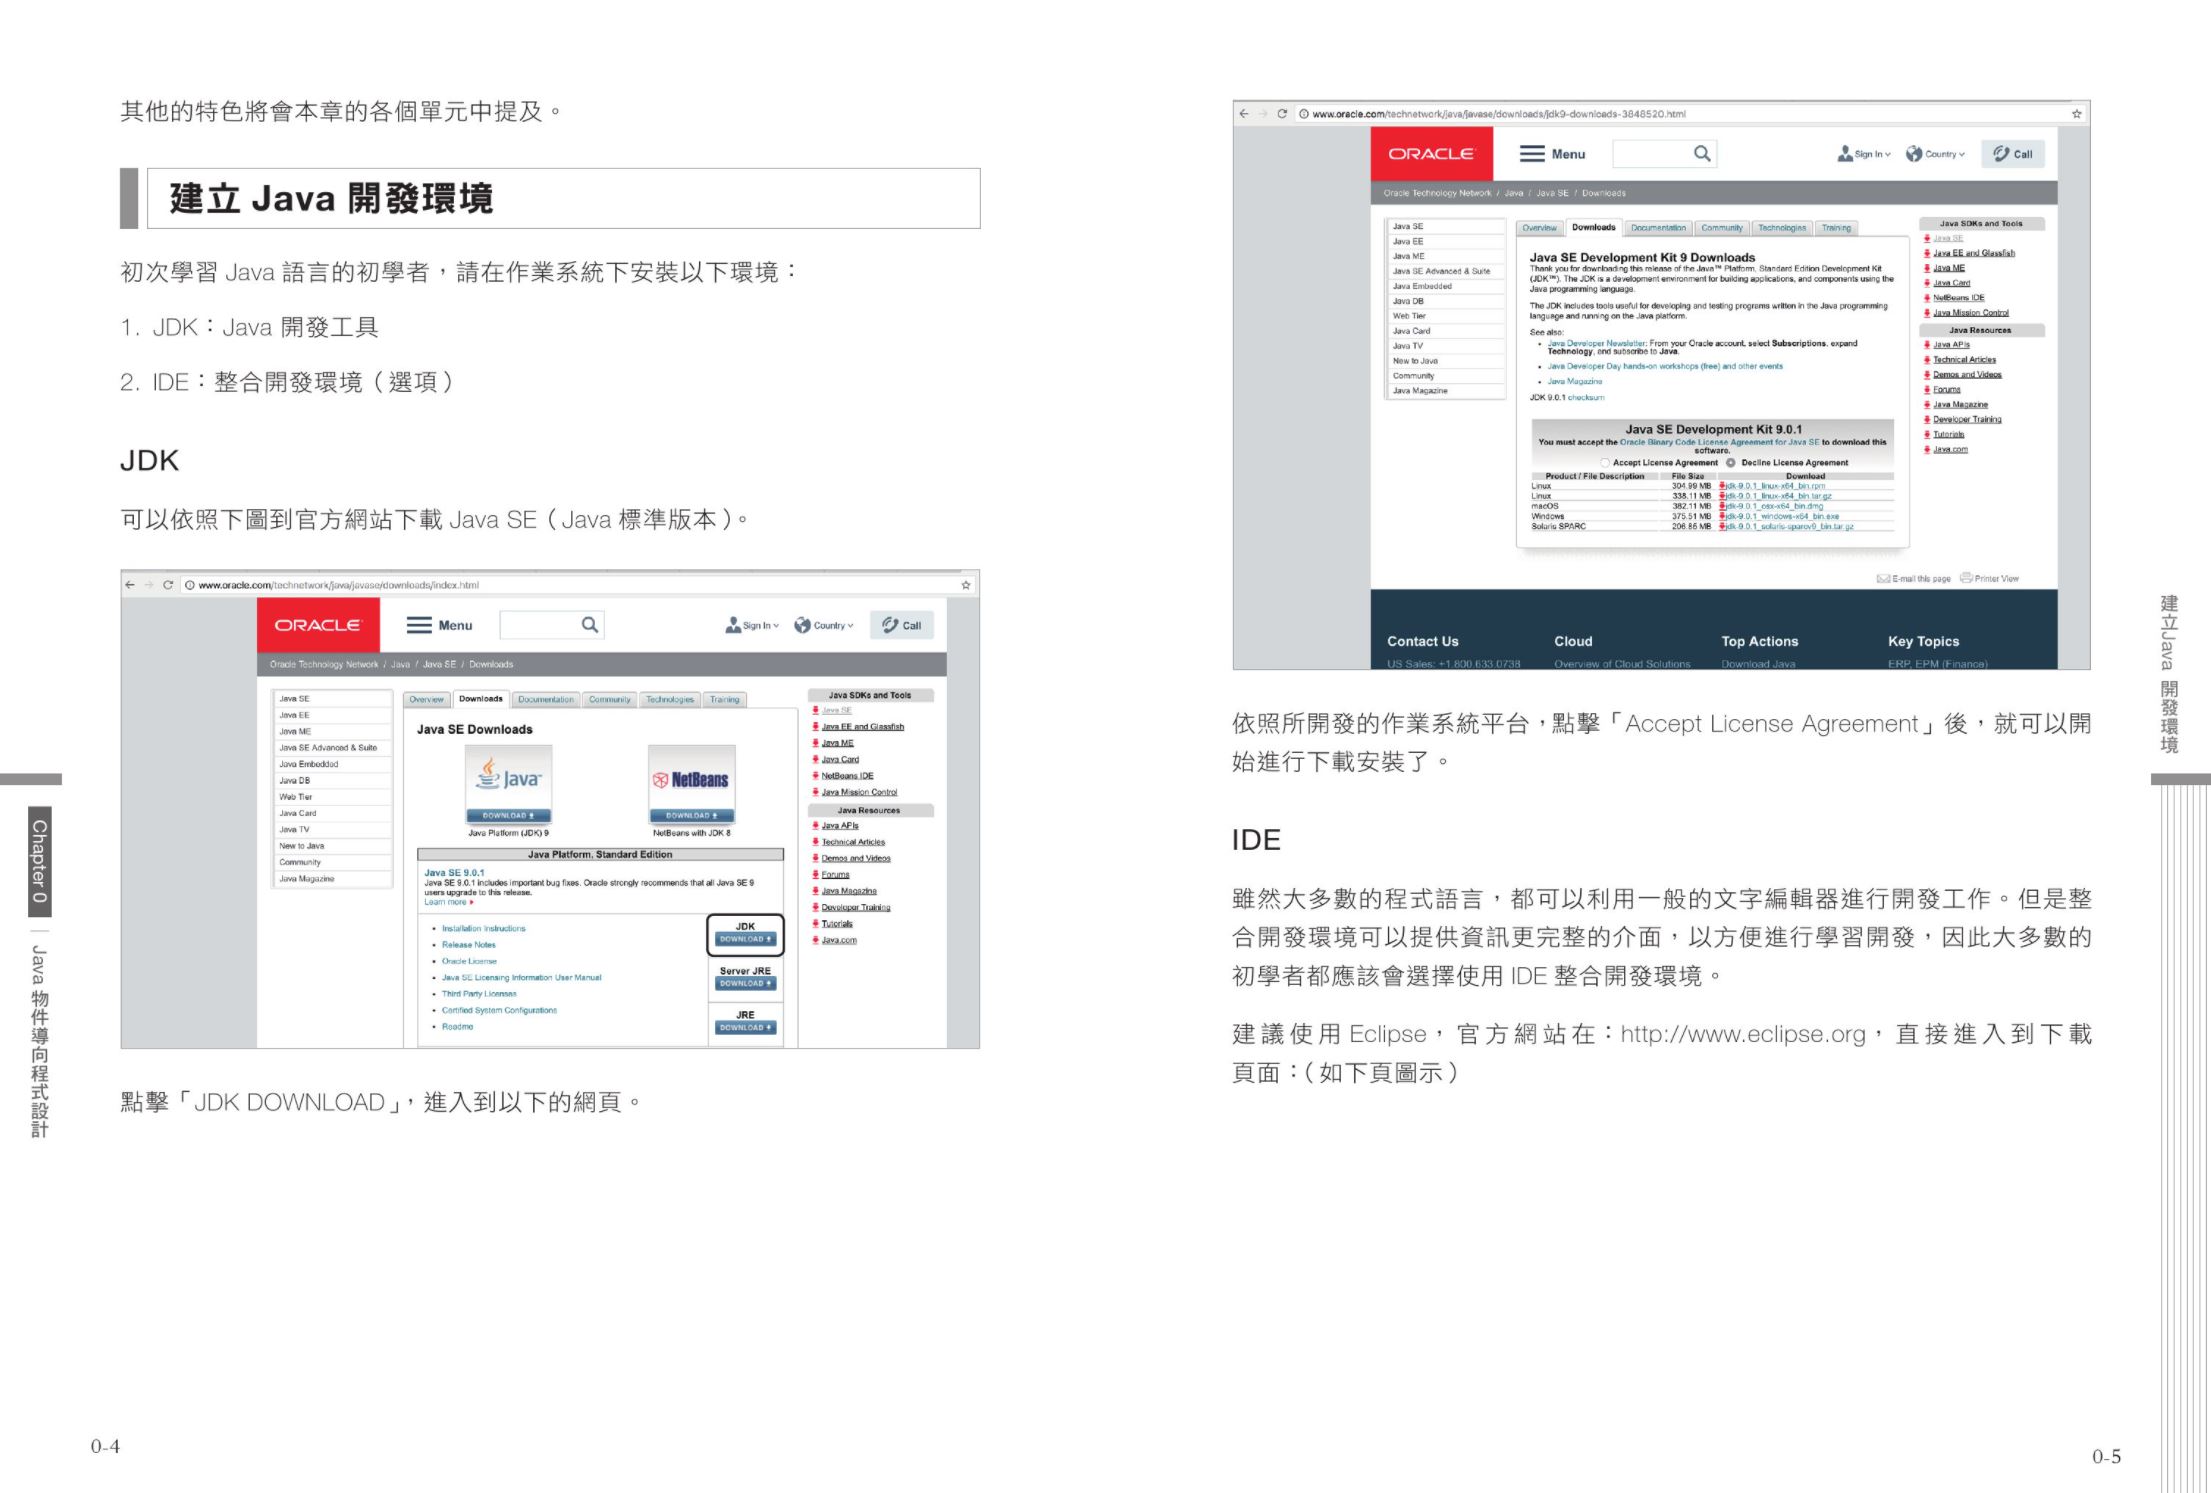 其他的特色將會本章的各個單元中提及。
建立 Java 開發環境
初次學習 Java 語言的初學者，請在作業系統下安裝以下環境：
1. JDK：Java 開發工具
2. IDE：整合開發環境（選項）
JDK
可以依照下圖到官方網站下載 Java SE（Java 標準版本）。
www.oracle.com/technetwork/java/javase/downloads/index.html
ORACLE Menu Sign In Country Call
Oracle Technology Network / Java / Java SE / Downloads
Java SE
Java EE
Java ME
Java SE Advanced & Suite
Java Embedded
Java DB
Web Tier
Java Card
Java TV
New to Java
Community
Java Magazine
Overview Downloads Documentation Community Technologies Training
Java SE Downloads
Java NetBeans
DOWNLOAD DOWNLOAD
Java Platform (JDK) 9 NetBeans with JDK 8
Java Platform, Standard Edition
Java SE 9.0.1
Java SE 9.0.1 includes important bug fixes. Oracle strongly recommends that all Java SE 9
users upgrade to this release.
Learn more
Installation Instructions
Release Notes
Oracle License
Java SE Licensing Information User Manual
Third Party Licenses
Certified System Configurations
Readme
JDK
DOWNLOAD
Server JRE
DOWNLOAD
JRE
DOWNLOAD
Java SDKs and Tools
Java SE
Java EE and Glassfish
Java ME
Java Card
NetBeans IDE
Java Mission Control
Java Resources
Java APIs
Technical Articles
Demos and Videos
Forums
Java Magazine
Developer Training
Tutorials
Java.com
點擊「JDK DOWNLOAD」，進入到以下的網頁。
Chapter 0 Java 物件導向程式設計
0-4
www.oracle.com/technetwork/java/javase/downloads/jdk9-downloads-3848520.html
ORACLE Menu Sign In Country Call
Oracle Technology Network / Java / Java SE / Downloads
Java SE
Java EE
Java ME
Java SE Advanced & Suite
Java Embedded
Java DB
Web Tier
Java Card
Java TV
New to Java
Community
Java Magazine
Overview Downloads Documentation Community Technologies Training
Java SE Development Kit 9 Downloads
Thank you for downloading this release of the Java™ Platform, Standard Edition Development Kit
(JDK™). The JDK is a development environment for building applications, and components using the
Java programming language.
The JDK includes tools useful for developing and testing programs written in the Java programming
language and running on the Java platform.
See also:
Java Developer Newsletter: From your Oracle account, select Subscriptions, expand
Technology, and subscribe to Java.
Java Developer Day hands-on workshops (free) and other events
Java Magazine
JDK 9.0.1 checksum
Java SE Development Kit 9.0.1
You must accept the Oracle Binary Code License Agreement for Java SE to download this
software.
Accept License Agreement Decline License Agreement
Product / File Description File Size Download
Linux 304.99 MB jdk-9.0.1_linux-x64_bin.rpm
Linux 338.11 MB jdk-9.0.1_linux-x64_bin.tar.gz
macOS 382.11 MB jdk-9.0.1_osx-x64_bin.dmg
Windows 375.51 MB jdk-9.0.1_windows-x64_bin.exe
Solaris SPARC 206.85 MB jdk-9.0.1_solaris-sparcv9_bin.tar.gz
Java SDKs and Tools
Java SE
Java EE and Glassfish
Java ME
Java Card
NetBeans IDE
Java Mission Control
Java Resources
Java APIs
Technical Articles
Demos and Videos
Forums
Java Magazine
Developer Training
Tutorials
Java.com
E-mail this page Printer View
Contact Us Cloud Top Actions Key Topics
US Sales: +1.800.633.0738 Overview of Cloud Solutions Download Java ERP, EPM (Finance)
依照所開發的作業系統平台，點擊「Accept License Agreement」後，就可以開
始進行下載安裝了。
IDE
雖然大多數的程式語言，都可以利用一般的文字編輯器進行開發工作。但是整
合開發環境可以提供資訊更完整的介面，以方便進行學習開發，因此大多數的
初學者都應該會選擇使用 IDE 整合開發環境。
建議使用 Eclipse，官方網站在：http://www.eclipse.org，直接進入到下載
頁面：（如下頁圖示）
建立Java 開發環境
0-5